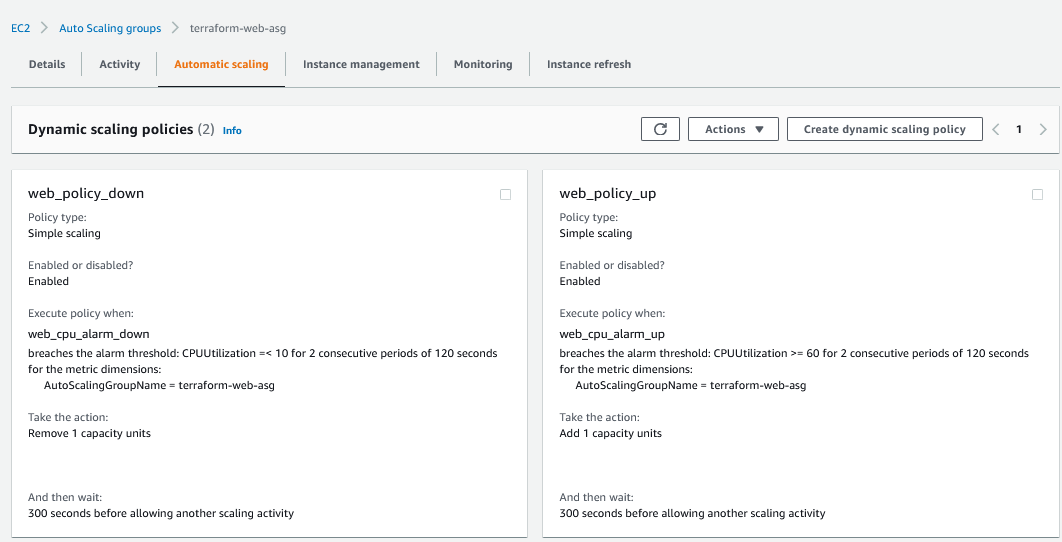 EC2 > Auto Scaling groups > terraform-web-asg
Details Activity Automatic scaling Instance management Monitoring Instance refresh
Dynamic scaling policies (2) Info
Actions Create dynamic scaling policy 1
web_policy_down
Policy type:
Simple scaling
Enabled or disabled?
Enabled
Execute policy when:
web_cpu_alarm_down
breaches the alarm threshold: CPUUtilization =< 10 for 2 consecutive periods of 120 seconds
for the metric dimensions:
AutoScalingGroupName = terraform-web-asg
Take the action:
Remove 1 capacity units
And then wait:
300 seconds before allowing another scaling activity
web_policy_up
Policy type:
Simple scaling
Enabled or disabled?
Enabled
Execute policy when:
web_cpu_alarm_up
breaches the alarm threshold: CPUUtilization >= 60 for 2 consecutive periods of 120 seconds
for the metric dimensions:
AutoScalingGroupName = terraform-web-asg
Take the action:
Add 1 capacity units
And then wait:
300 seconds before allowing another scaling activity